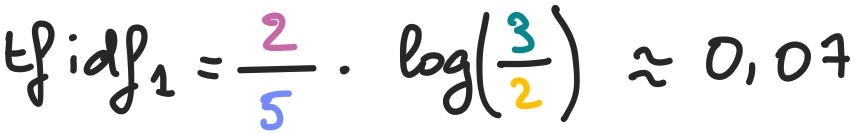 tfidf₁ = 2/5 · log(3/2) ≈ 0,07